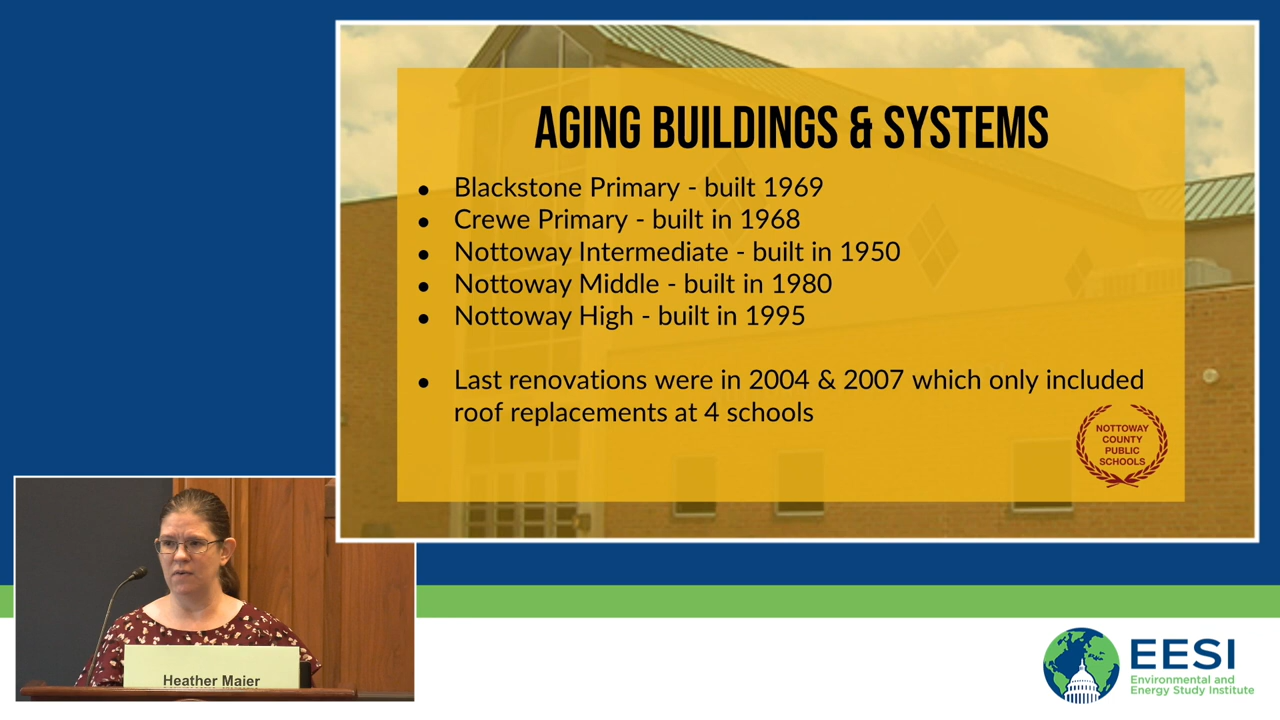 AGING BUILDINGS & SYSTEMS
● Blackstone Primary - built 1969
● Crewe Primary - built in 1968
● Nottoway Intermediate - built in 1950
● Nottoway Middle - built in 1980
● Nottoway High - built in 1995
● Last renovations were in 2004 & 2007 which only included
roof replacements at 4 schools
NOTTOWAY
COUNTY
PUBLIC
SCHOOLS
Heather Maier
EESI
Environmental and
Energy Study Institute